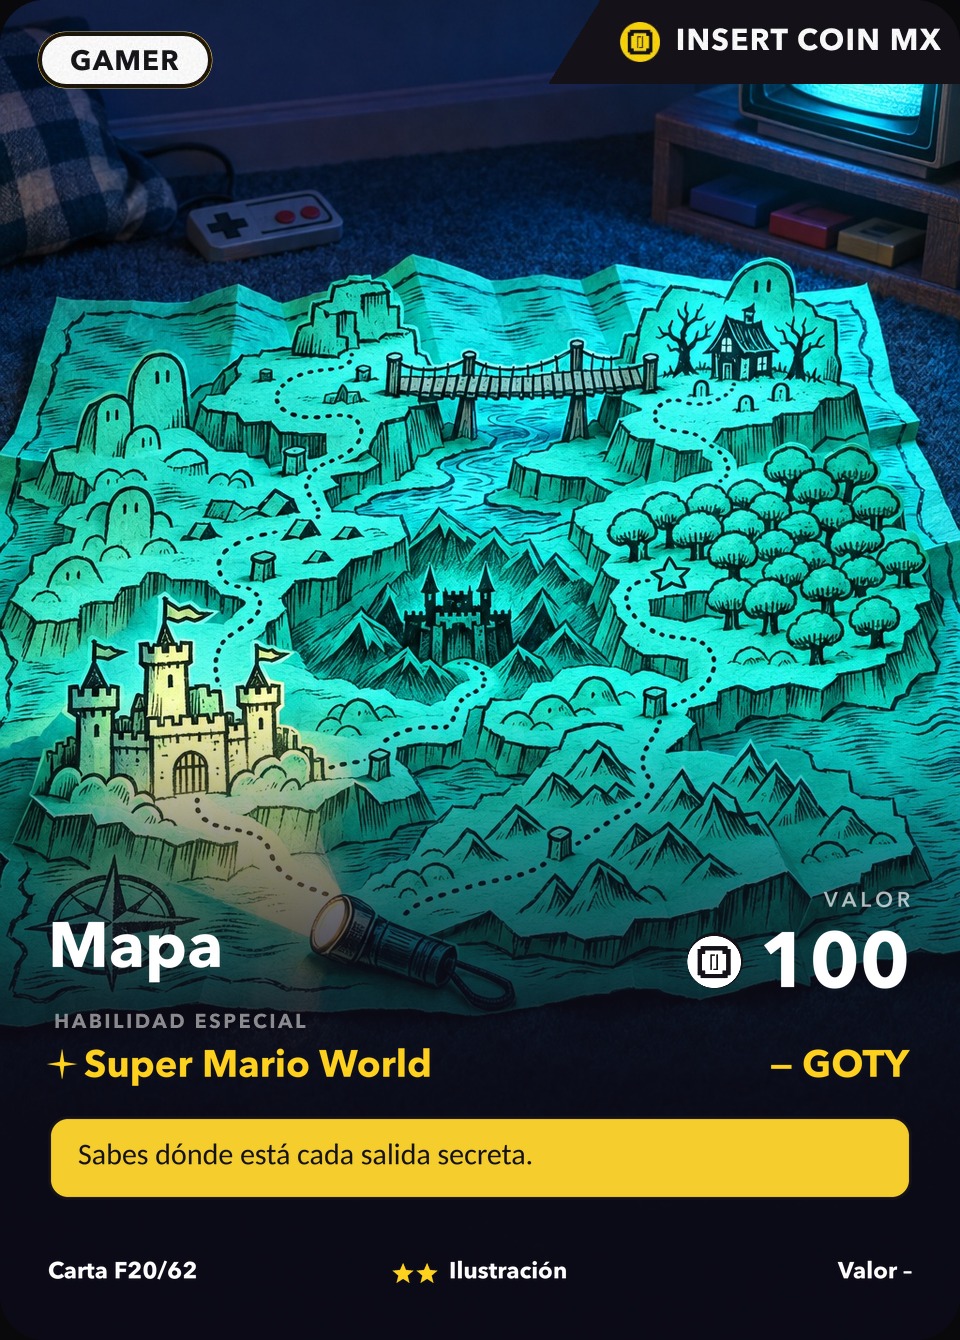 GAMER
INSERT COIN MX
VALOR
Mapa
100
HABILIDAD ESPECIAL
Super Mario World
– GOTY
Sabes dónde está cada salida secreta.
Carta F20/62
Ilustración
Valor –